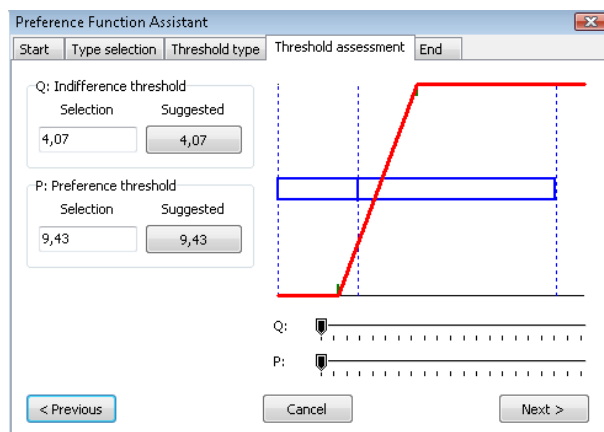 Preference Function Assistant
Start Type selection Threshold type Threshold assessment End
Q: Indifference threshold
Selection Suggested
4,07 4,07
P: Preference threshold
Selection Suggested
9,43 9,43
Q:
P:
< Previous Cancel Next >